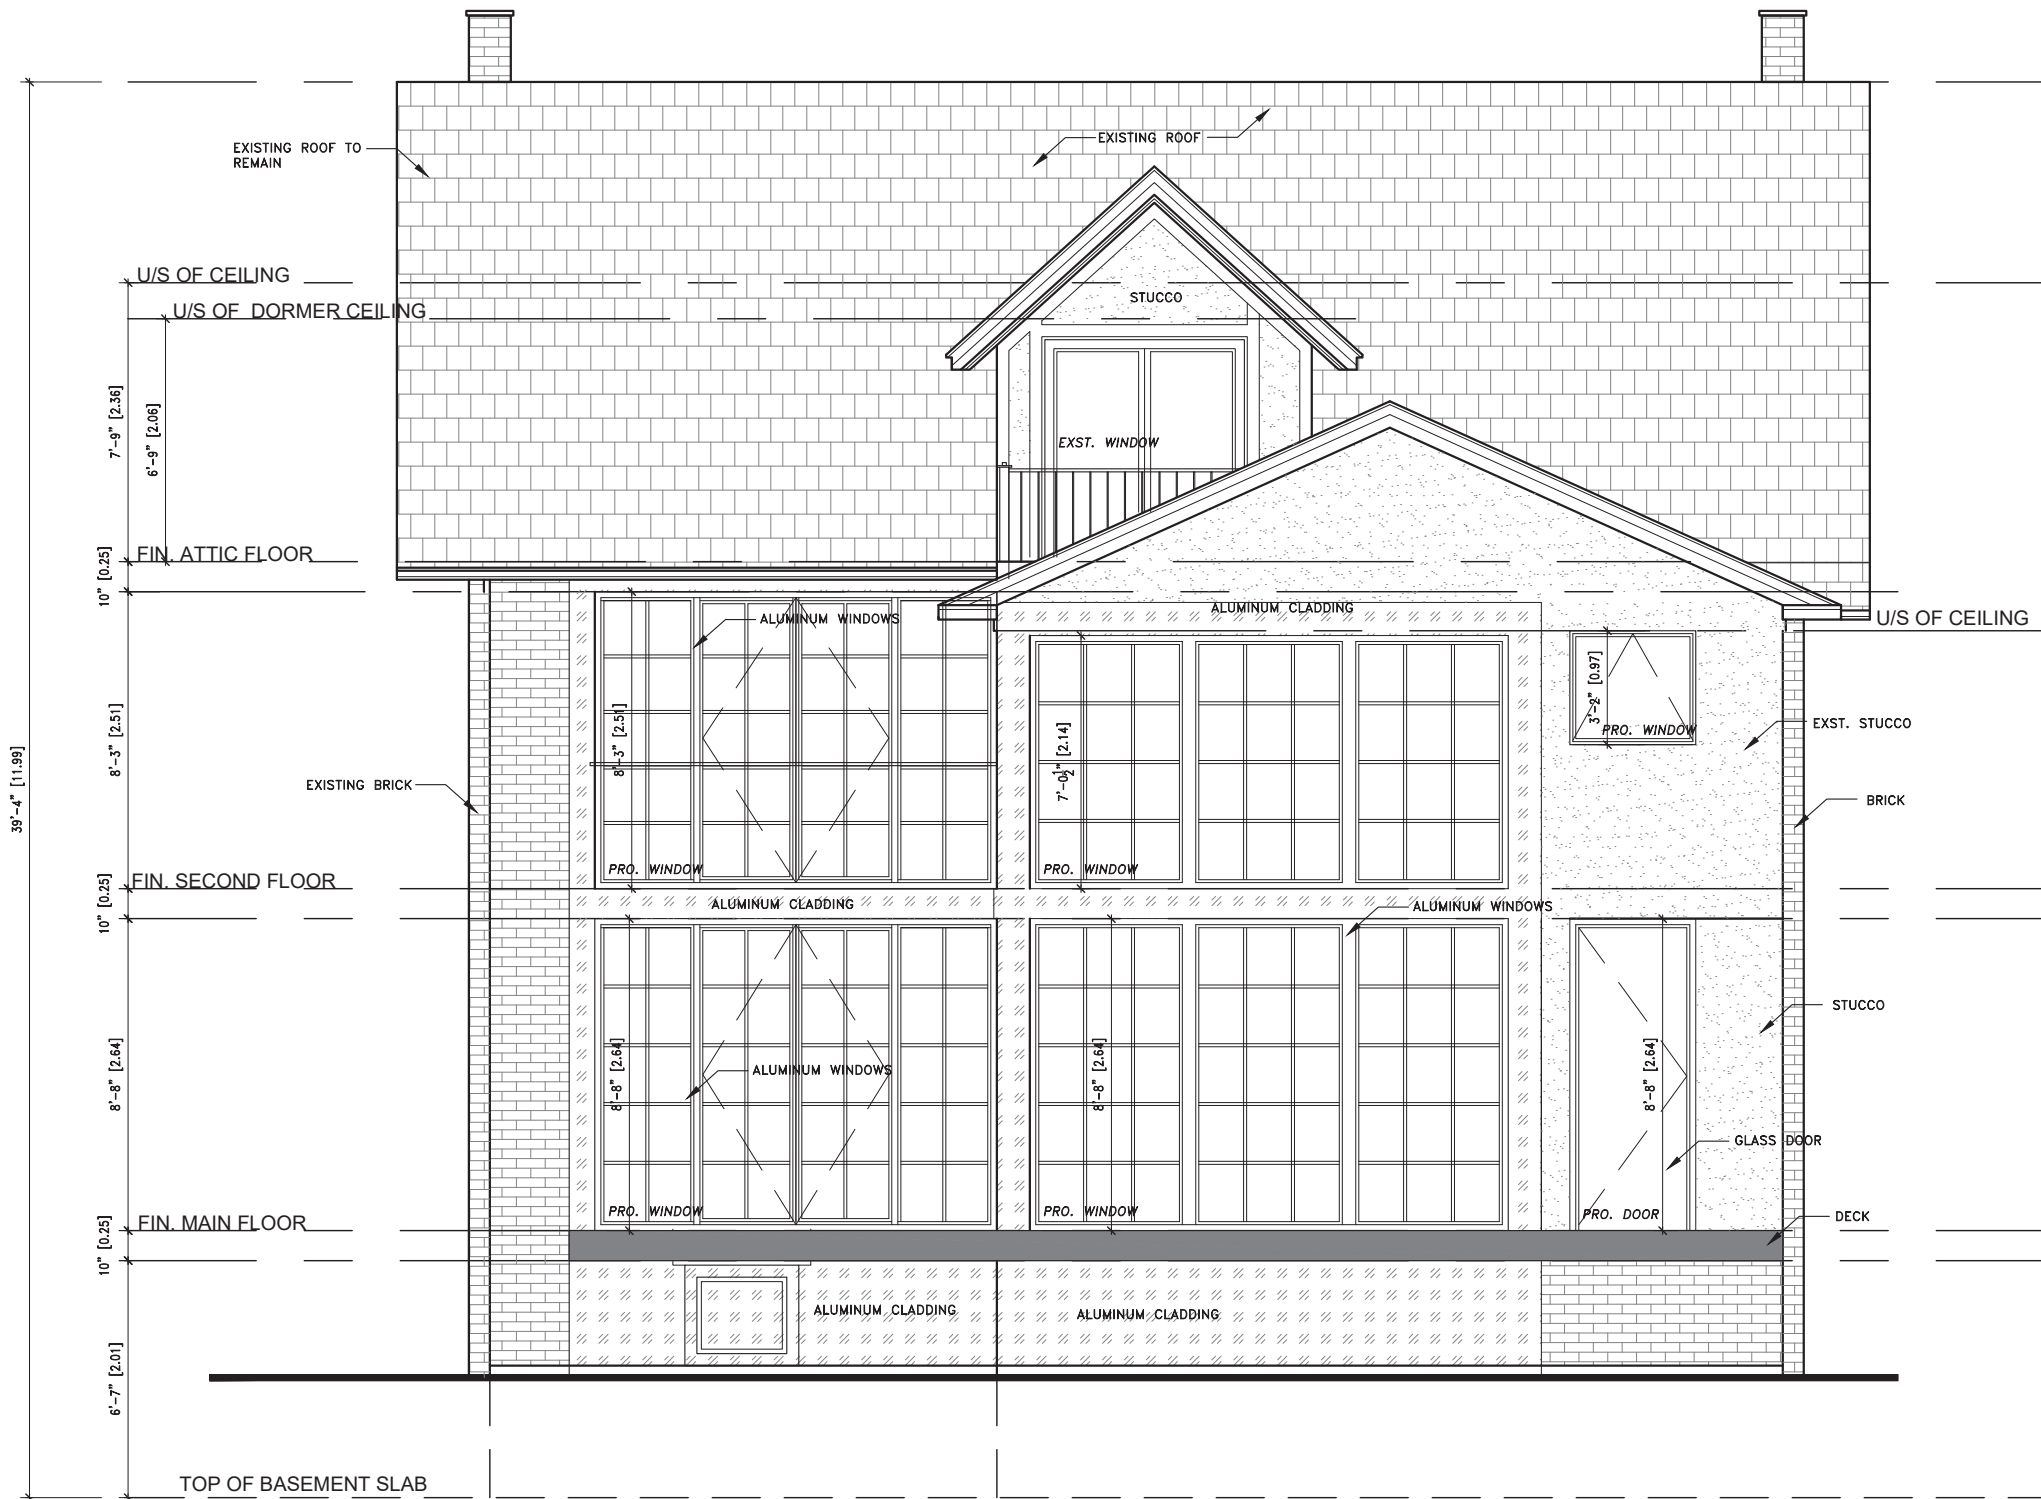 EXISTING ROOF TO
REMAIN
EXISTING ROOF
U/S OF CEILING
STUCCO
U/S OF DORMER CEILING
7'-9" [2.36]
6'-9" [2.06]
EXST. WINDOW
FIN. ATTIC FLOOR
10" [0.25]
ALUMINUM CLADDING
ALUMINUM WINDOWS
U/S OF CEILING
3'-2" [0.97]
PRO. WINDOW
EXST. STUCCO
8'-3" [2.51]
8'-3" [2.51]
7'-0½" [2.14]
39'-4" [11.99]
EXISTING BRICK
BRICK
PRO. WINDOW
PRO. WINDOW
FIN. SECOND FLOOR
10" [0.25]
ALUMINUM CLADDING
ALUMINUM WINDOWS
STUCCO
8'-8" [2.64]
8'-8" [2.64]
ALUMINUM WINDOWS
8'-8" [2.64]
8'-8" [2.64]
GLASS DOOR
PRO. WINDOW
PRO. WINDOW
PRO. DOOR
DECK
FIN. MAIN FLOOR
10" [0.25]
ALUMINUM CLADDING
ALUMINUM CLADDING
6'-7" [2.01]
TOP OF BASEMENT SLAB